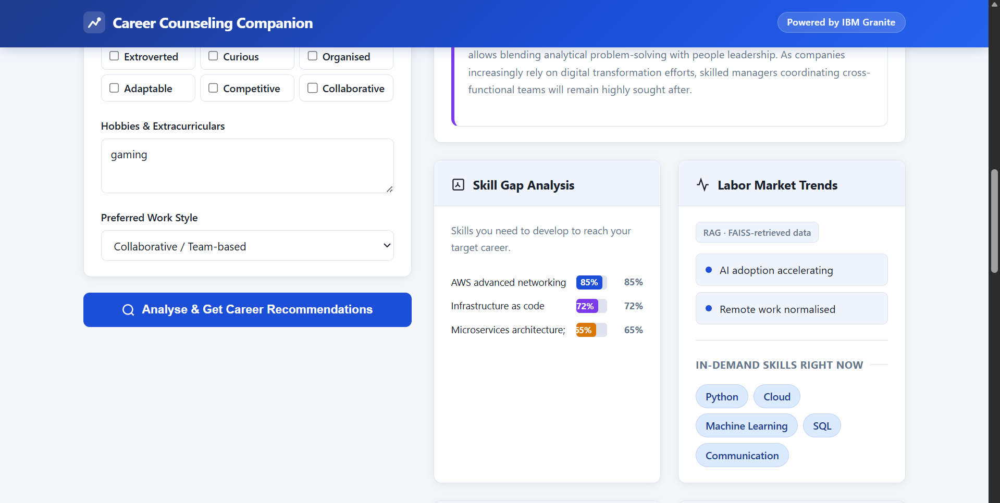 Career Counseling Companion
Powered by IBM Granite
Extroverted
Curious
Organised
Adaptable
Competitive
Collaborative
Hobbies & Extracurriculars
gaming
Preferred Work Style
Collaborative / Team-based
Analyse & Get Career Recommendations
allows blending analytical problem-solving with people leadership. As companies
increasingly rely on digital transformation efforts, skilled managers coordinating cross-
functional teams will remain highly sought after.
Skill Gap Analysis
Skills you need to develop to reach your
target career.
AWS advanced networking 85% 85%
Infrastructure as code 72% 72%
Microservices architecture; 65% 65%
Labor Market Trends
RAG · FAISS-retrieved data
AI adoption accelerating
Remote work normalised
IN-DEMAND SKILLS RIGHT NOW
Python
Cloud
Machine Learning
SQL
Communication